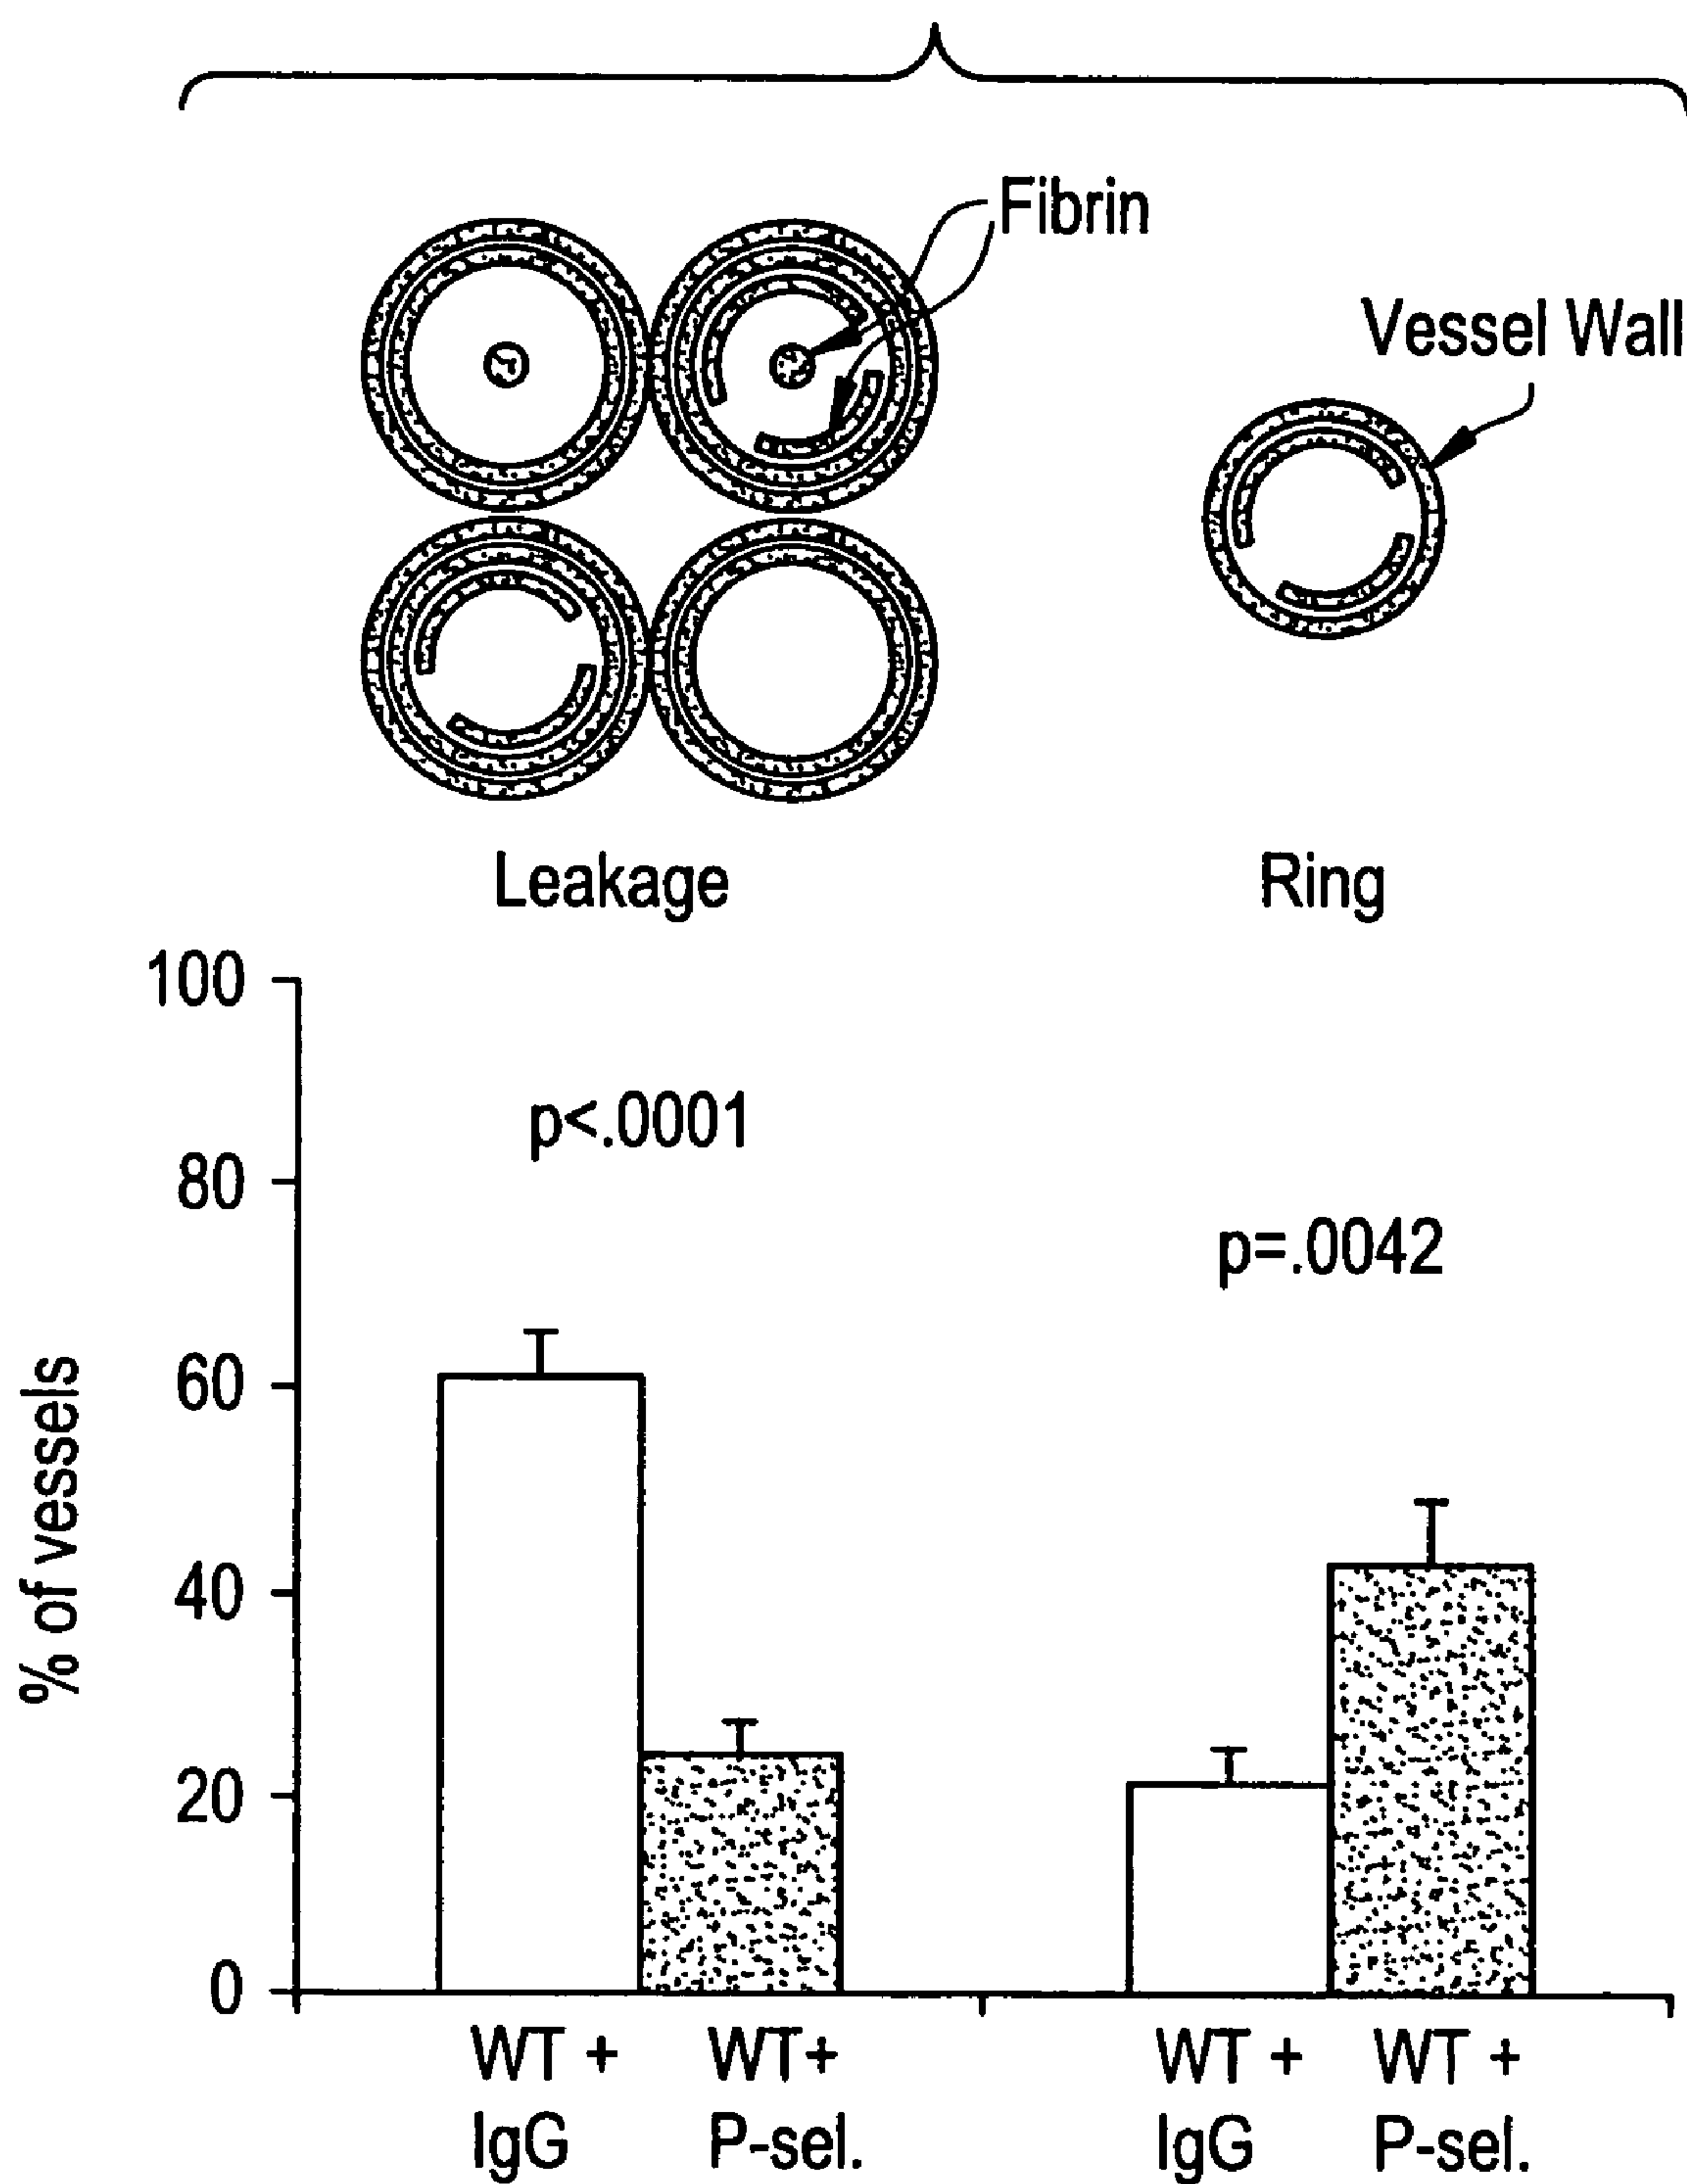 Fibrin
Vessel Wall
Leakage
Ring
100
80
60
40
20
0
% of vessels
p<.0001
p=.0042
WT +
IgG
WT+
P-sel.
WT +
IgG
WT +
P-sel.